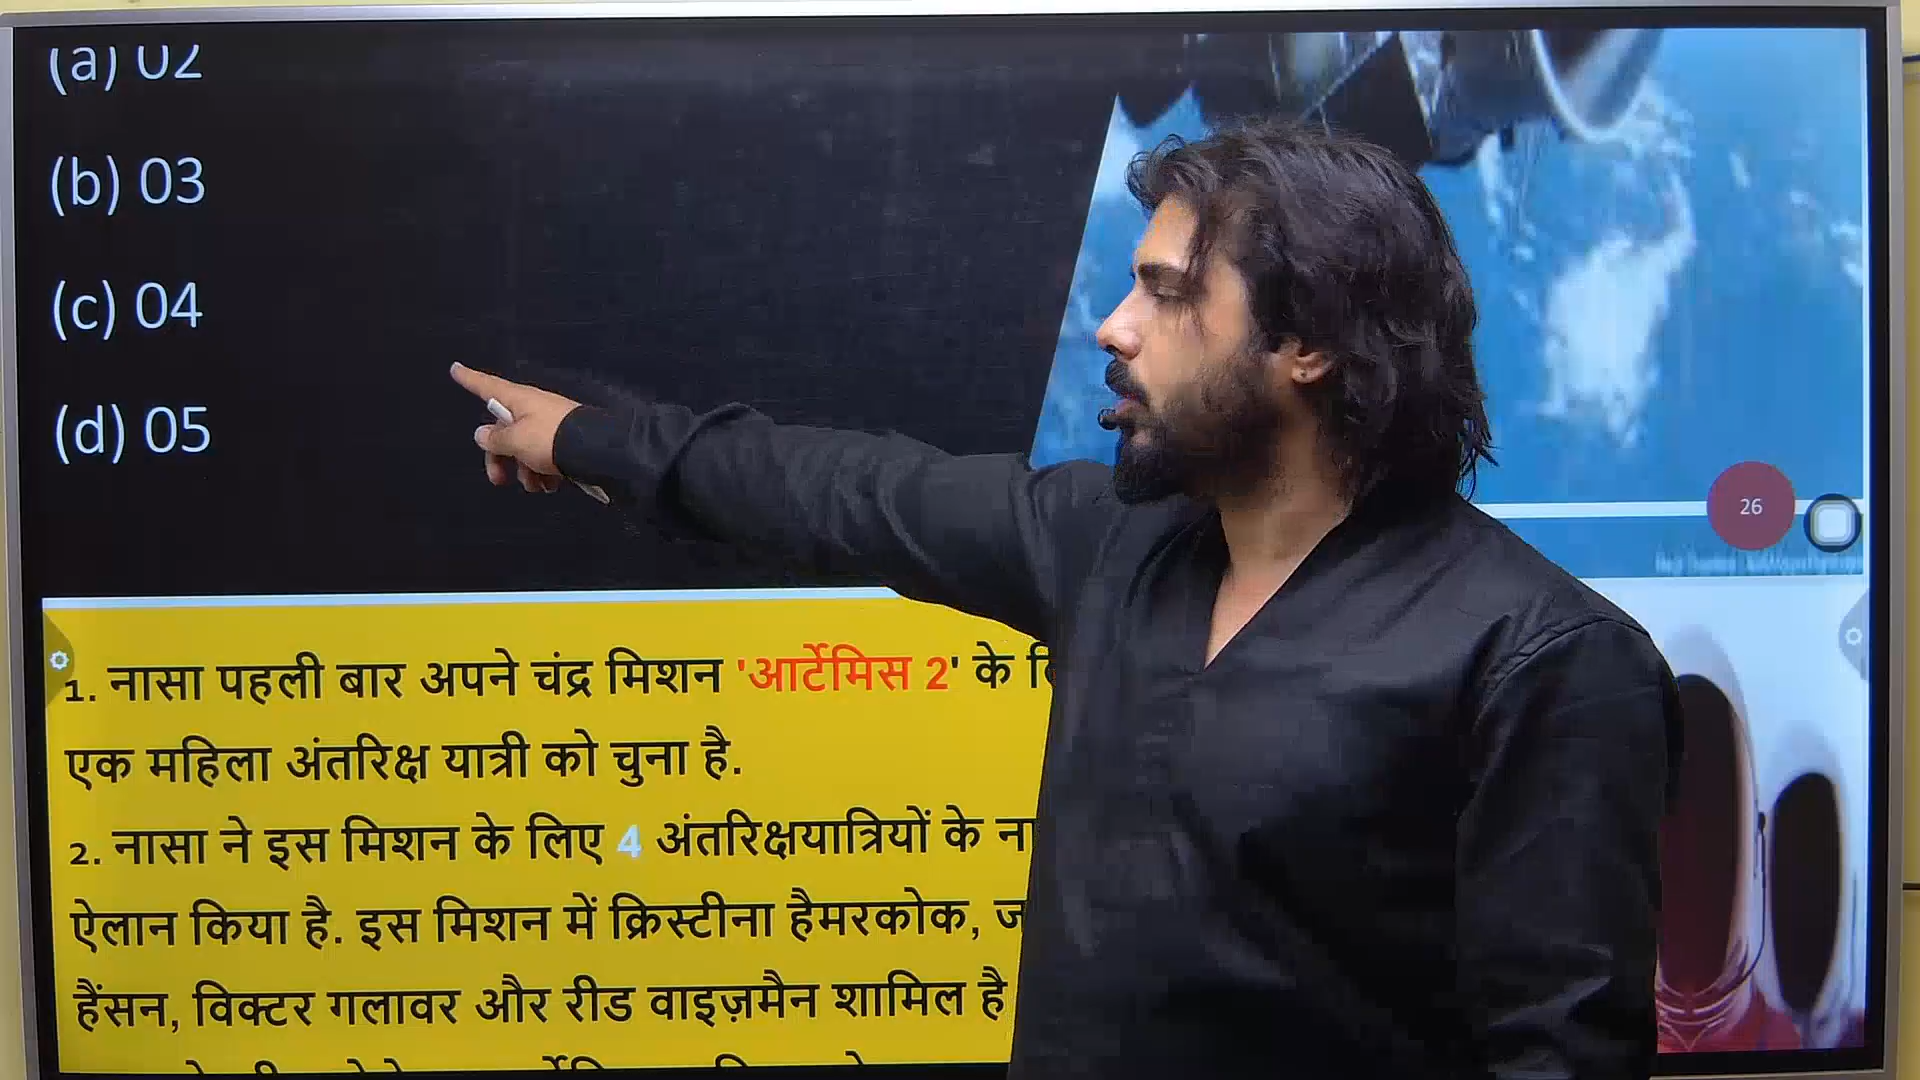 (a) 02
(b) 03
(c) 04
(d) 05
26
1. नासा पहली बार अपने चंद्र मिशन 'आर्टेमिस 2' के
एक महिला अंतरिक्ष यात्री को चुना है.
2. नासा ने इस मिशन के लिए 4 अंतरिक्षयात्रियों के
ऐलान किया है. इस मिशन में क्रिस्टीना हैमरकोक,
हैंसन, विक्टर गलावर और रीड वाइज़मैन शामिल है